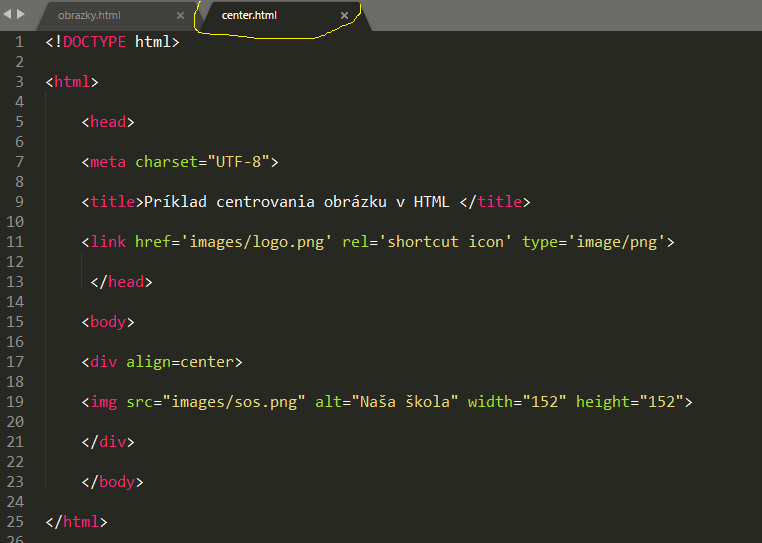 obrazky.html × center.html ×
1 <!DOCTYPE html>
2
3 <html>
4
5 <head>
6
7 <meta charset="UTF-8">
8
9 <title>Príklad centrovania obrázku v HTML </title>
10
11 <link href='images/logo.png' rel='shortcut icon' type='image/png'>
12
13 </head>
14
15 <body>
16
17 <div align=center>
18
19 <img src="images/sos.png" alt="Naša škola" width="152" height="152">
20
21 </div>
22
23 </body>
24
25 </html>
26